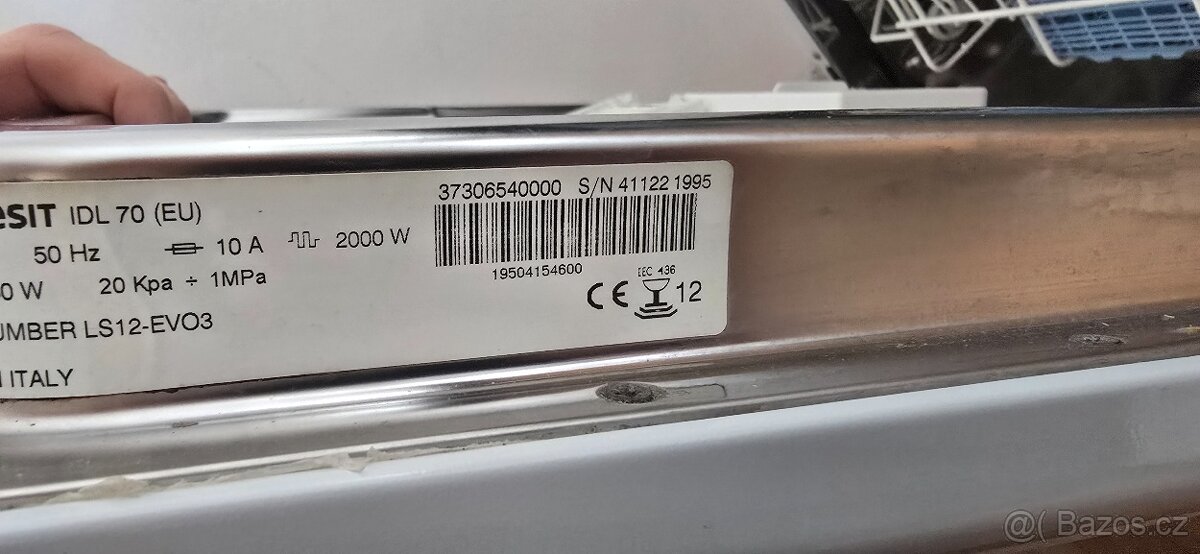 esIT IDL 70 (EU)
50 Hz 10 A 2000 W
0 W 20 Kpa ÷ 1MPa
UMBER LS12-EVO3
ITALY
37306540000 S/N 41122 1995
19504154600
IEC 436
CE 12
@( Bazos.cz